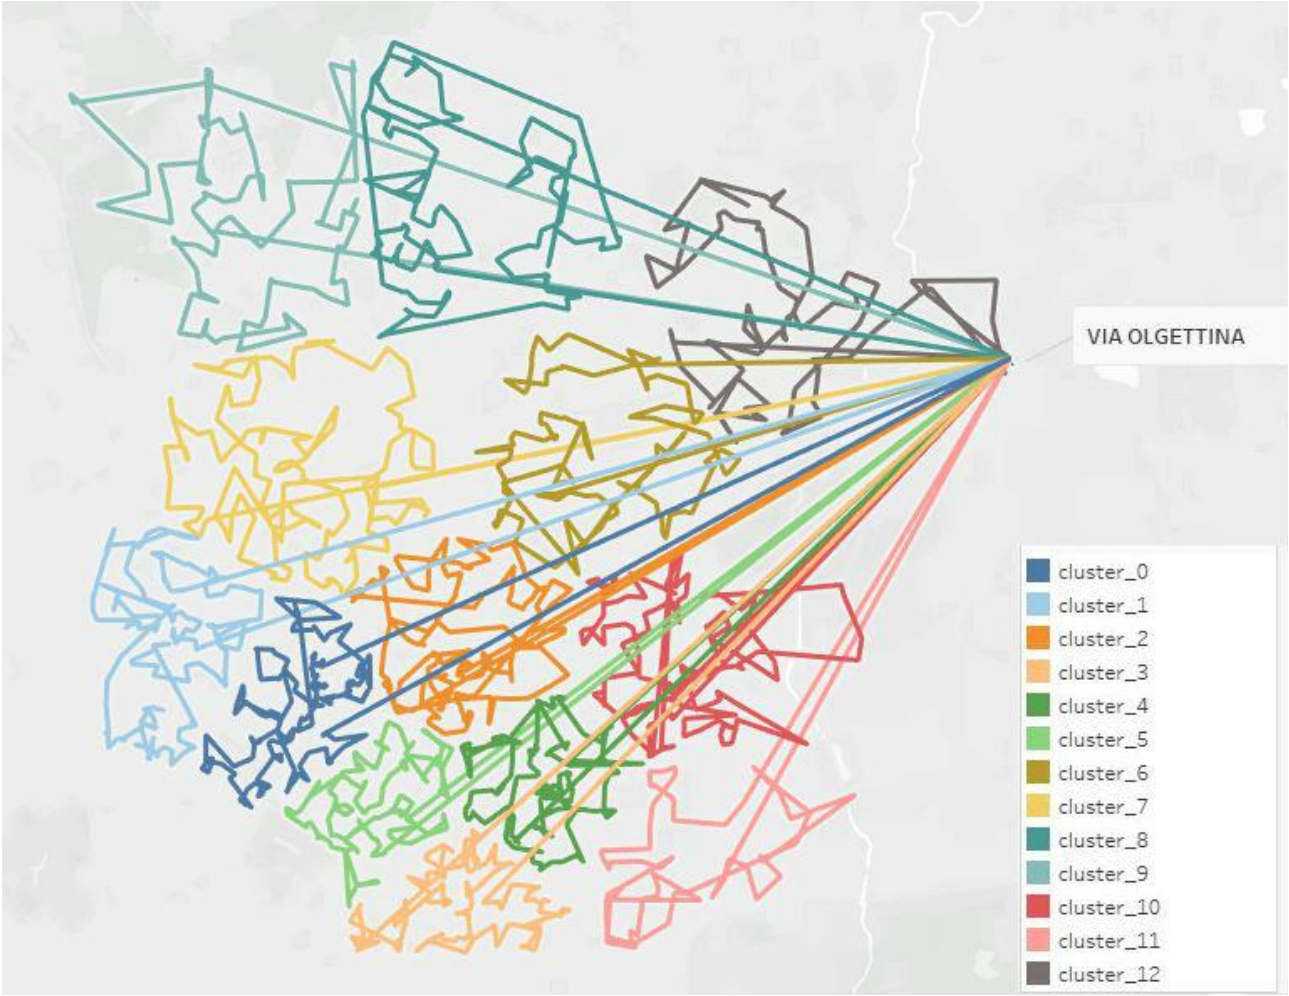 VIA OLGETTINA
cluster_0
cluster_1
cluster_2
cluster_3
cluster_4
cluster_5
cluster_6
cluster_7
cluster_8
cluster_9
cluster_10
cluster_11
cluster_12